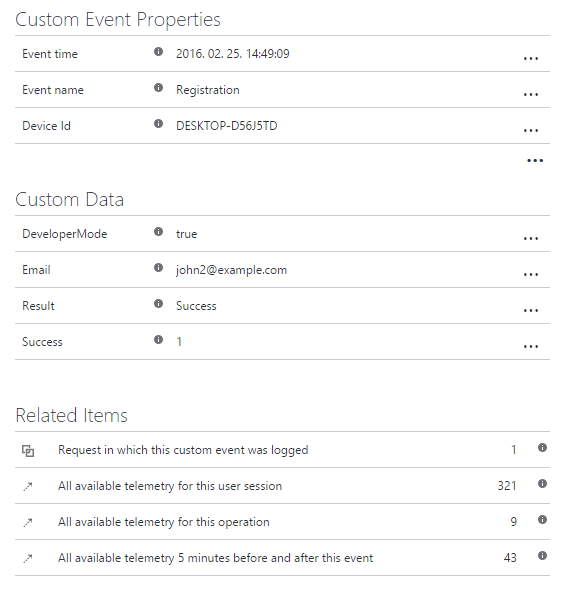 Custom Event Properties
Event time 2016. 02. 25. 14:49:09 ...
Event name Registration ...
Device Id DESKTOP-D56J5TD ...
...
Custom Data
DeveloperMode true ...
Email john2@example.com ...
Result Success ...
Success 1 ...
Related Items
Request in which this custom event was logged 1
All available telemetry for this user session 321
All available telemetry for this operation 9
All available telemetry 5 minutes before and after this event 43